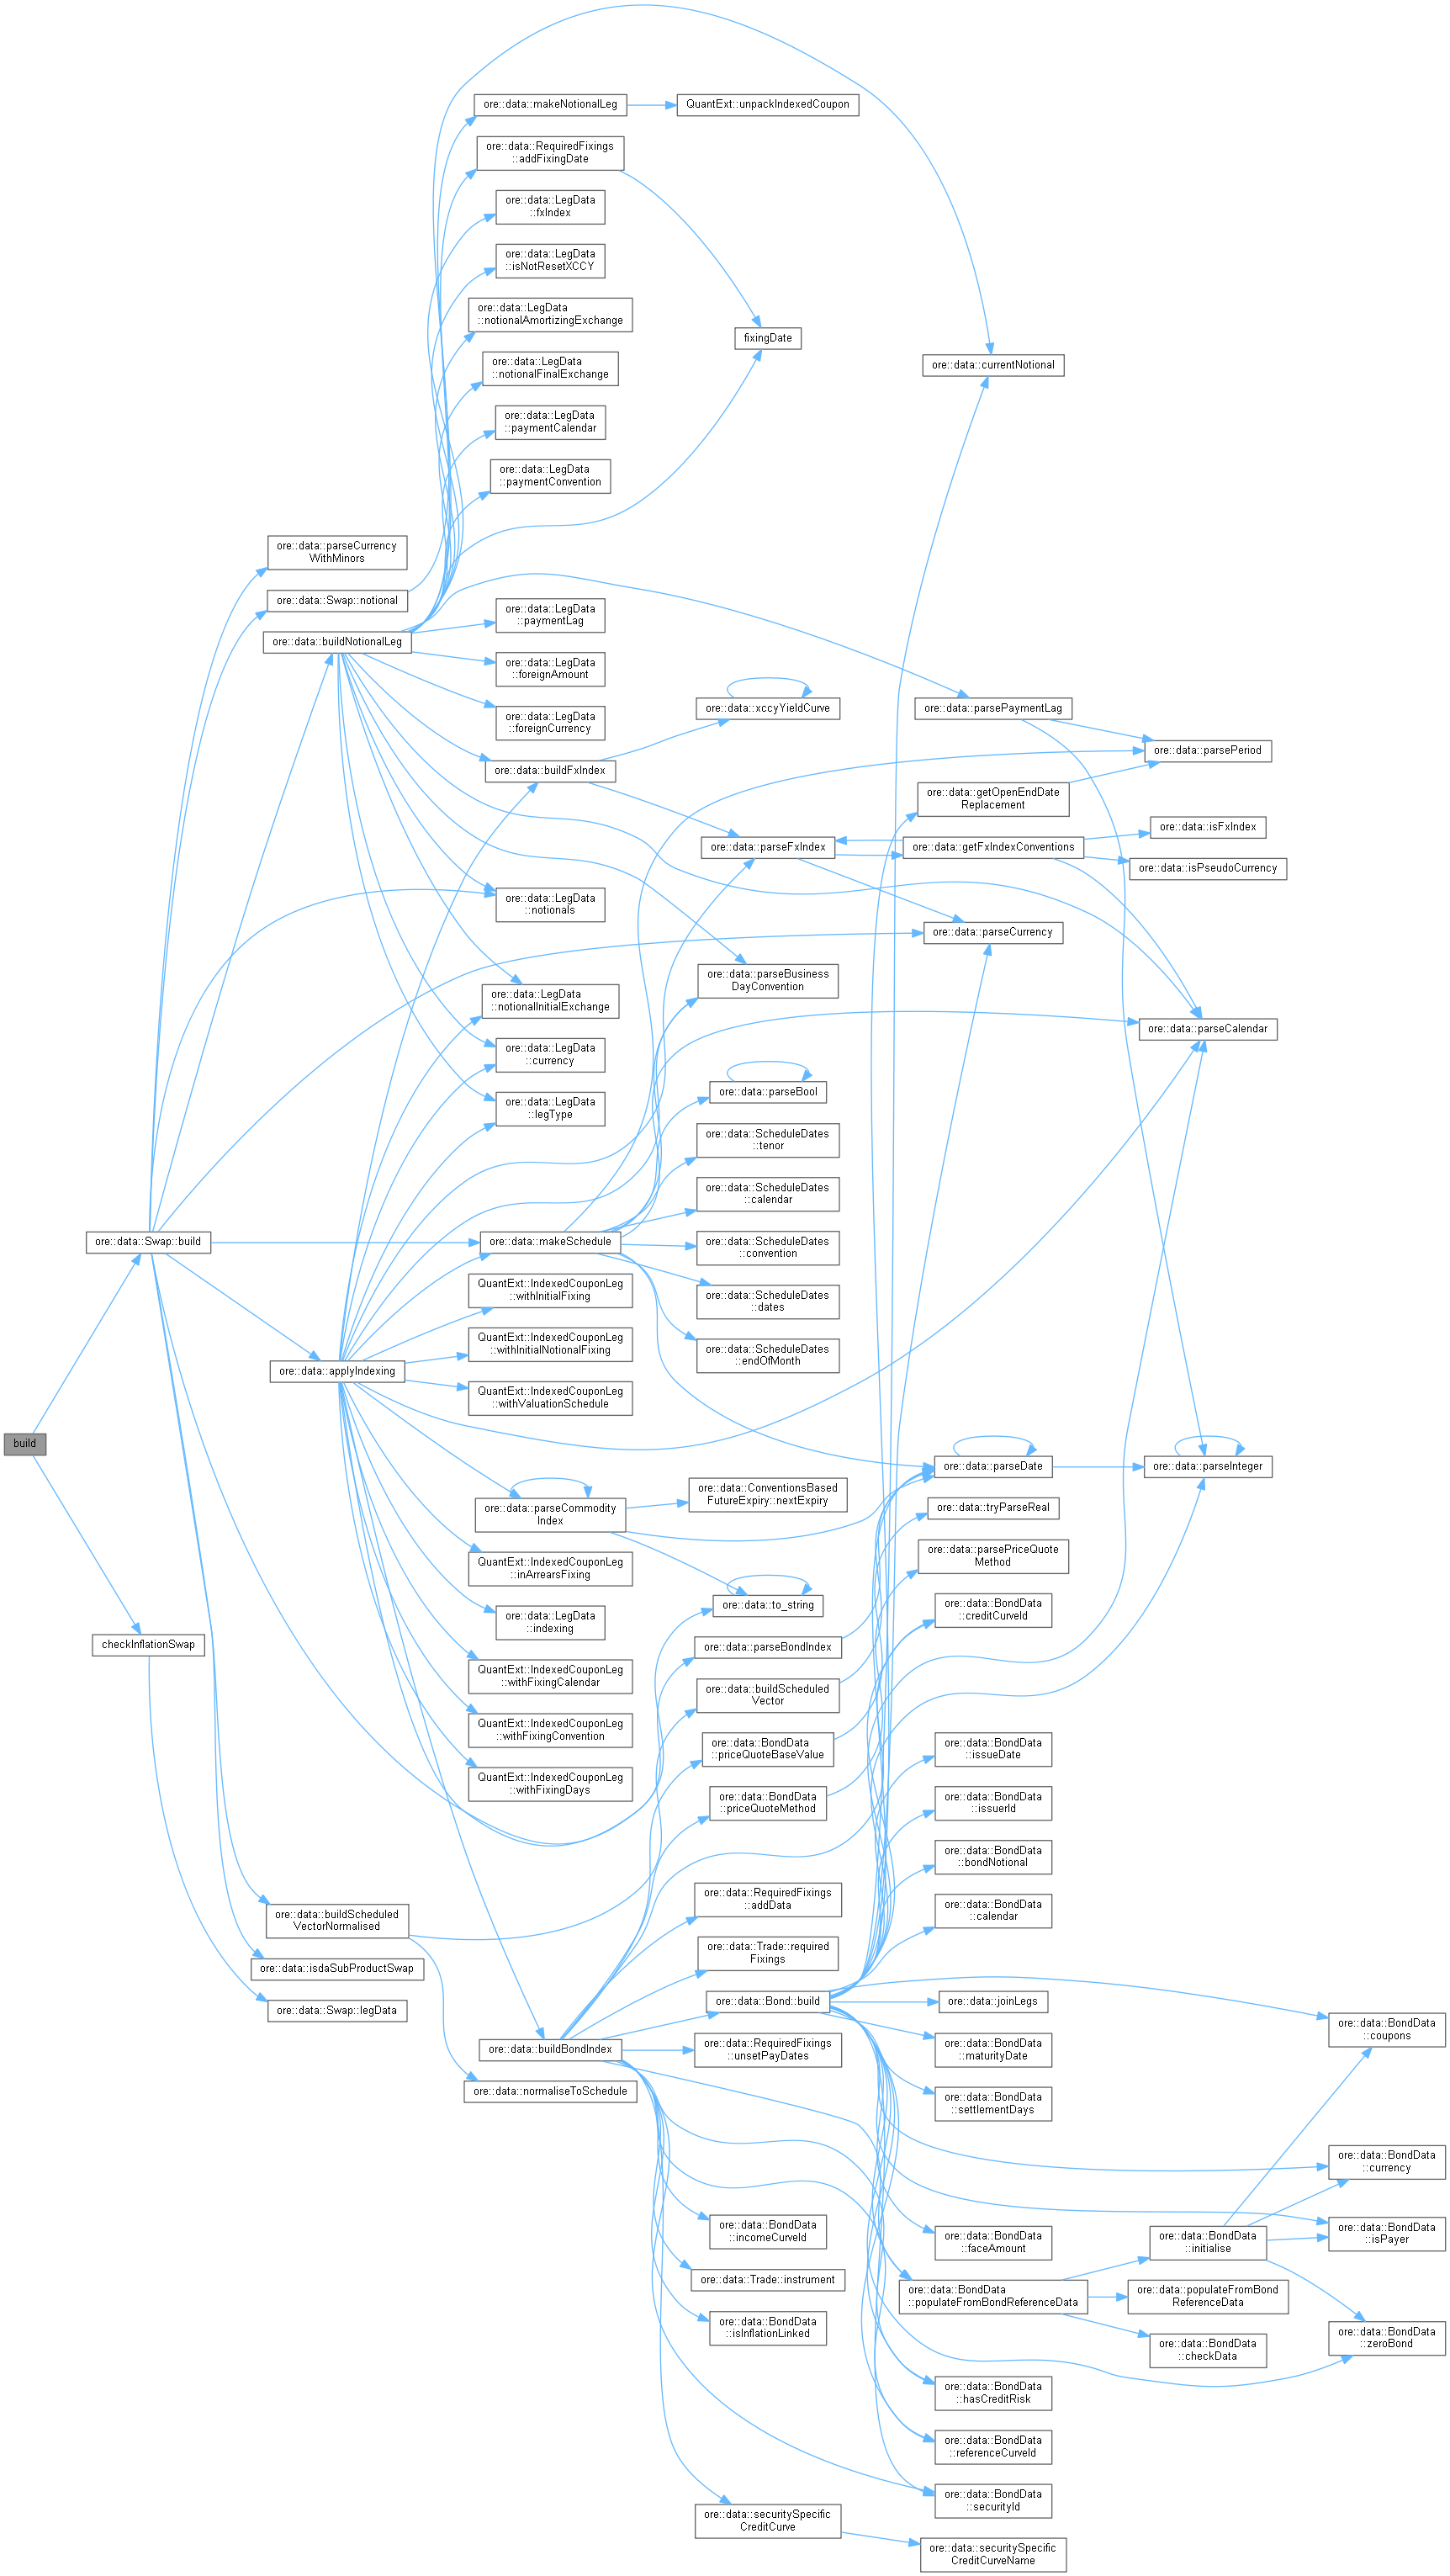 build
ore::data::Swap::build
checkInflationSwap
ore::data::parseCurrency
WithMinors
ore::data::Swap::notional
ore::data::buildNotionalLeg
ore::data::applyIndexing
ore::data::buildScheduled
VectorNormalised
ore::data::isdaSubProductSwap
ore::data::Swap::legData
ore::data::makeNotionalLeg
ore::data::RequiredFixings
::addFixingDate
ore::data::LegData
::fxIndex
ore::data::LegData
::isNotResetXCCY
ore::data::LegData
::notionalAmortizingExchange
ore::data::LegData
::notionalFinalExchange
ore::data::LegData
::paymentCalendar
ore::data::LegData
::paymentConvention
ore::data::LegData
::paymentLag
ore::data::LegData
::foreignAmount
ore::data::LegData
::foreignCurrency
ore::data::buildFxIndex
ore::data::LegData
::notionals
ore::data::LegData
::notionalInitialExchange
ore::data::LegData
::currency
ore::data::LegData
::legType
ore::data::makeSchedule
QuantExt::IndexedCouponLeg
::withInitialFixing
QuantExt::IndexedCouponLeg
::withInitialNotionalFixing
QuantExt::IndexedCouponLeg
::withValuationSchedule
ore::data::parseCommodity
Index
QuantExt::IndexedCouponLeg
::inArrearsFixing
ore::data::LegData
::indexing
QuantExt::IndexedCouponLeg
::withFixingCalendar
QuantExt::IndexedCouponLeg
::withFixingConvention
QuantExt::IndexedCouponLeg
::withFixingDays
ore::data::buildBondIndex
ore::data::normaliseToSchedule
QuantExt::unpackIndexedCoupon
fixingDate
ore::data::xccyYieldCurve
ore::data::parseFxIndex
ore::data::parseBusiness
DayConvention
ore::data::parseBool
ore::data::ScheduleDates
::tenor
ore::data::ScheduleDates
::calendar
ore::data::ScheduleDates
::convention
ore::data::ScheduleDates
::dates
ore::data::ScheduleDates
::endOfMonth
ore::data::ConventionsBased
FutureExpiry::nextExpiry
ore::data::to_string
ore::data::parseBondIndex
ore::data::buildScheduled
Vector
ore::data::BondData
::priceQuoteBaseValue
ore::data::BondData
::priceQuoteMethod
ore::data::RequiredFixings
::addData
ore::data::Trade::required
Fixings
ore::data::Bond::build
ore::data::RequiredFixings
::unsetPayDates
ore::data::BondData
::incomeCurveId
ore::data::Trade::instrument
ore::data::BondData
::isInflationLinked
ore::data::securitySpecific
CreditCurve
ore::data::currentNotional
ore::data::parsePaymentLag
ore::data::getOpenEndDate
Replacement
ore::data::getFxIndexConventions
ore::data::parseCurrency
ore::data::parseDate
ore::data::tryParseReal
ore::data::parsePriceQuote
Method
ore::data::BondData
::creditCurveId
ore::data::BondData
::issueDate
ore::data::BondData
::issuerId
ore::data::BondData
::bondNotional
ore::data::BondData
::calendar
ore::data::joinLegs
ore::data::BondData
::maturityDate
ore::data::BondData
::settlementDays
ore::data::BondData
::faceAmount
ore::data::BondData
::populateFromBondReferenceData
ore::data::BondData
::hasCreditRisk
ore::data::BondData
::referenceCurveId
ore::data::BondData
::securityId
ore::data::securitySpecific
CreditCurveName
ore::data::parsePeriod
ore::data::isFxIndex
ore::data::isPseudoCurrency
ore::data::parseCalendar
ore::data::parseInteger
ore::data::BondData
::initialise
ore::data::populateFromBond
ReferenceData
ore::data::BondData
::checkData
ore::data::BondData
::coupons
ore::data::BondData
::currency
ore::data::BondData
::isPayer
ore::data::BondData
::zeroBond